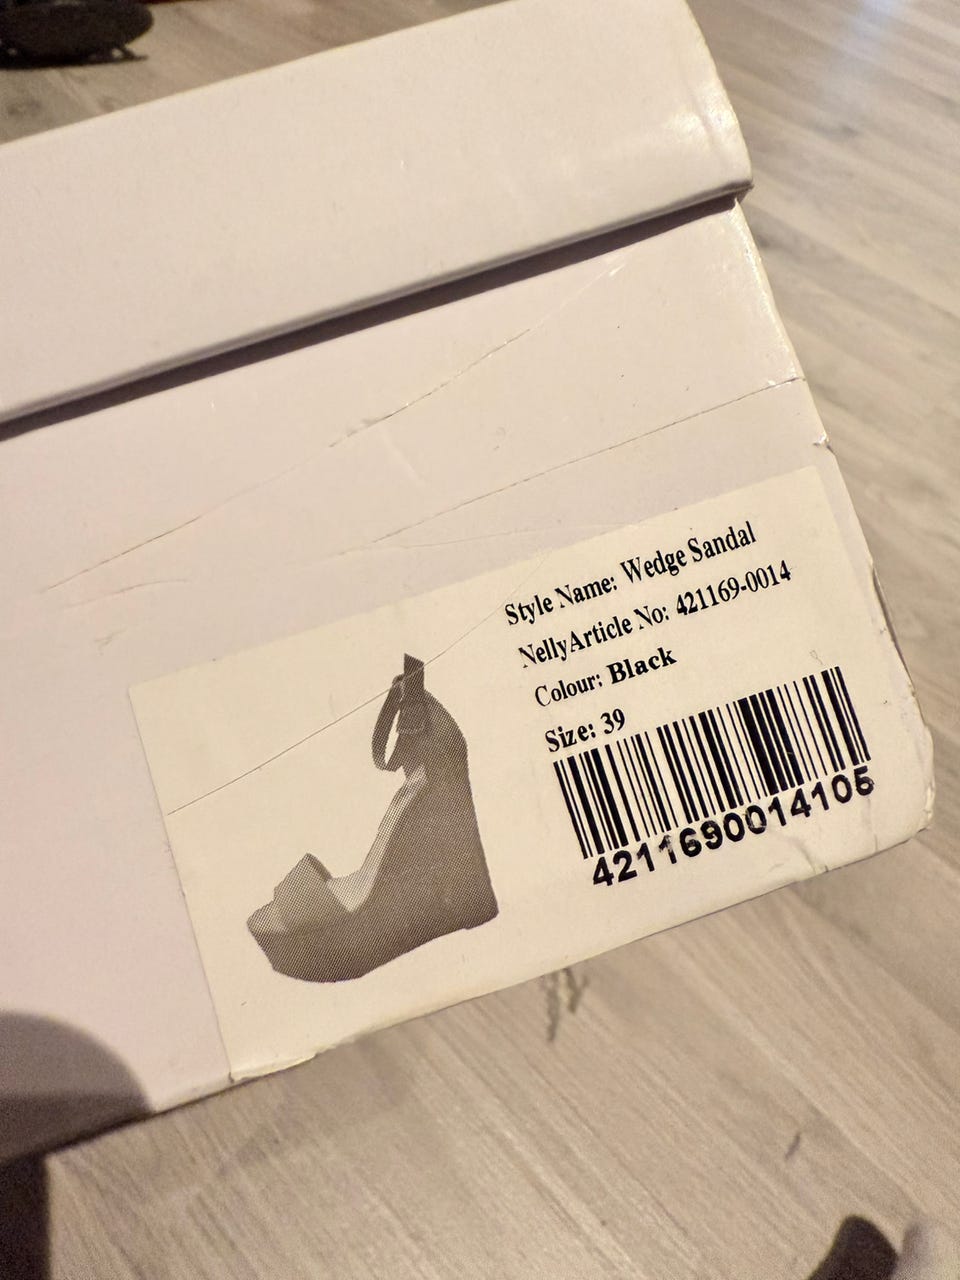 Style Name: Wedge Sandal
NellyArticle No: 421169-0014
Colour: Black
Size: 39
4211690014105